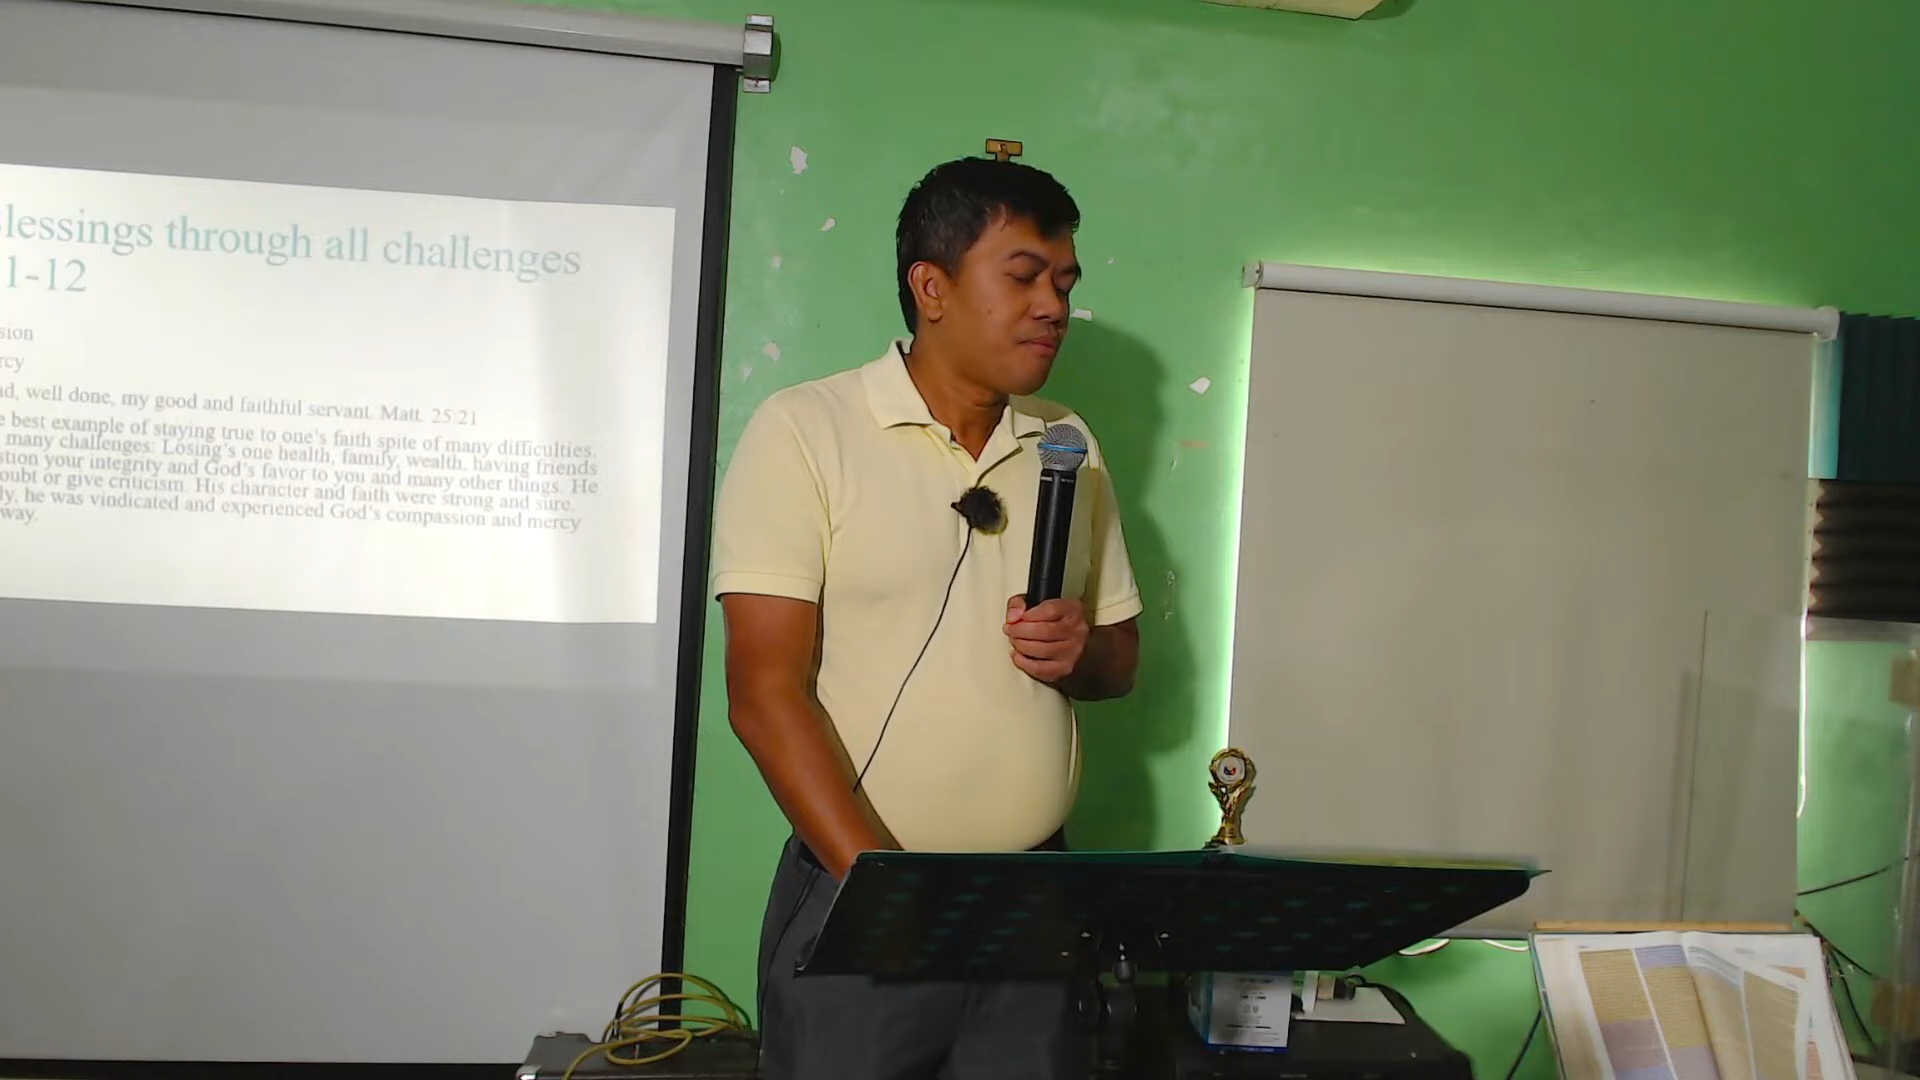 lessings through all challenges
1-12
sion
rcy
d, well done, my good and faithful servant. Matt. 25:21
e best example of staying true to one's faith spite of many difficulties.
many challenges: Losing's one health, family, wealth, having friends
stion your integrity and God's favor to you and many other things. He
oubt or give criticism. His character and faith were strong and sure.
ly, he was vindicated and experienced God's compassion and mercy
way.